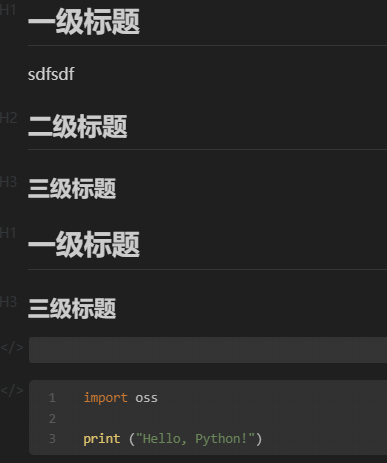 H1 一级标题
sdfsdf
H2 二级标题
H3 三级标题
H1 一级标题
H3 三级标题
</>
</> 1 import oss
2
3 print ("Hello, Python!")